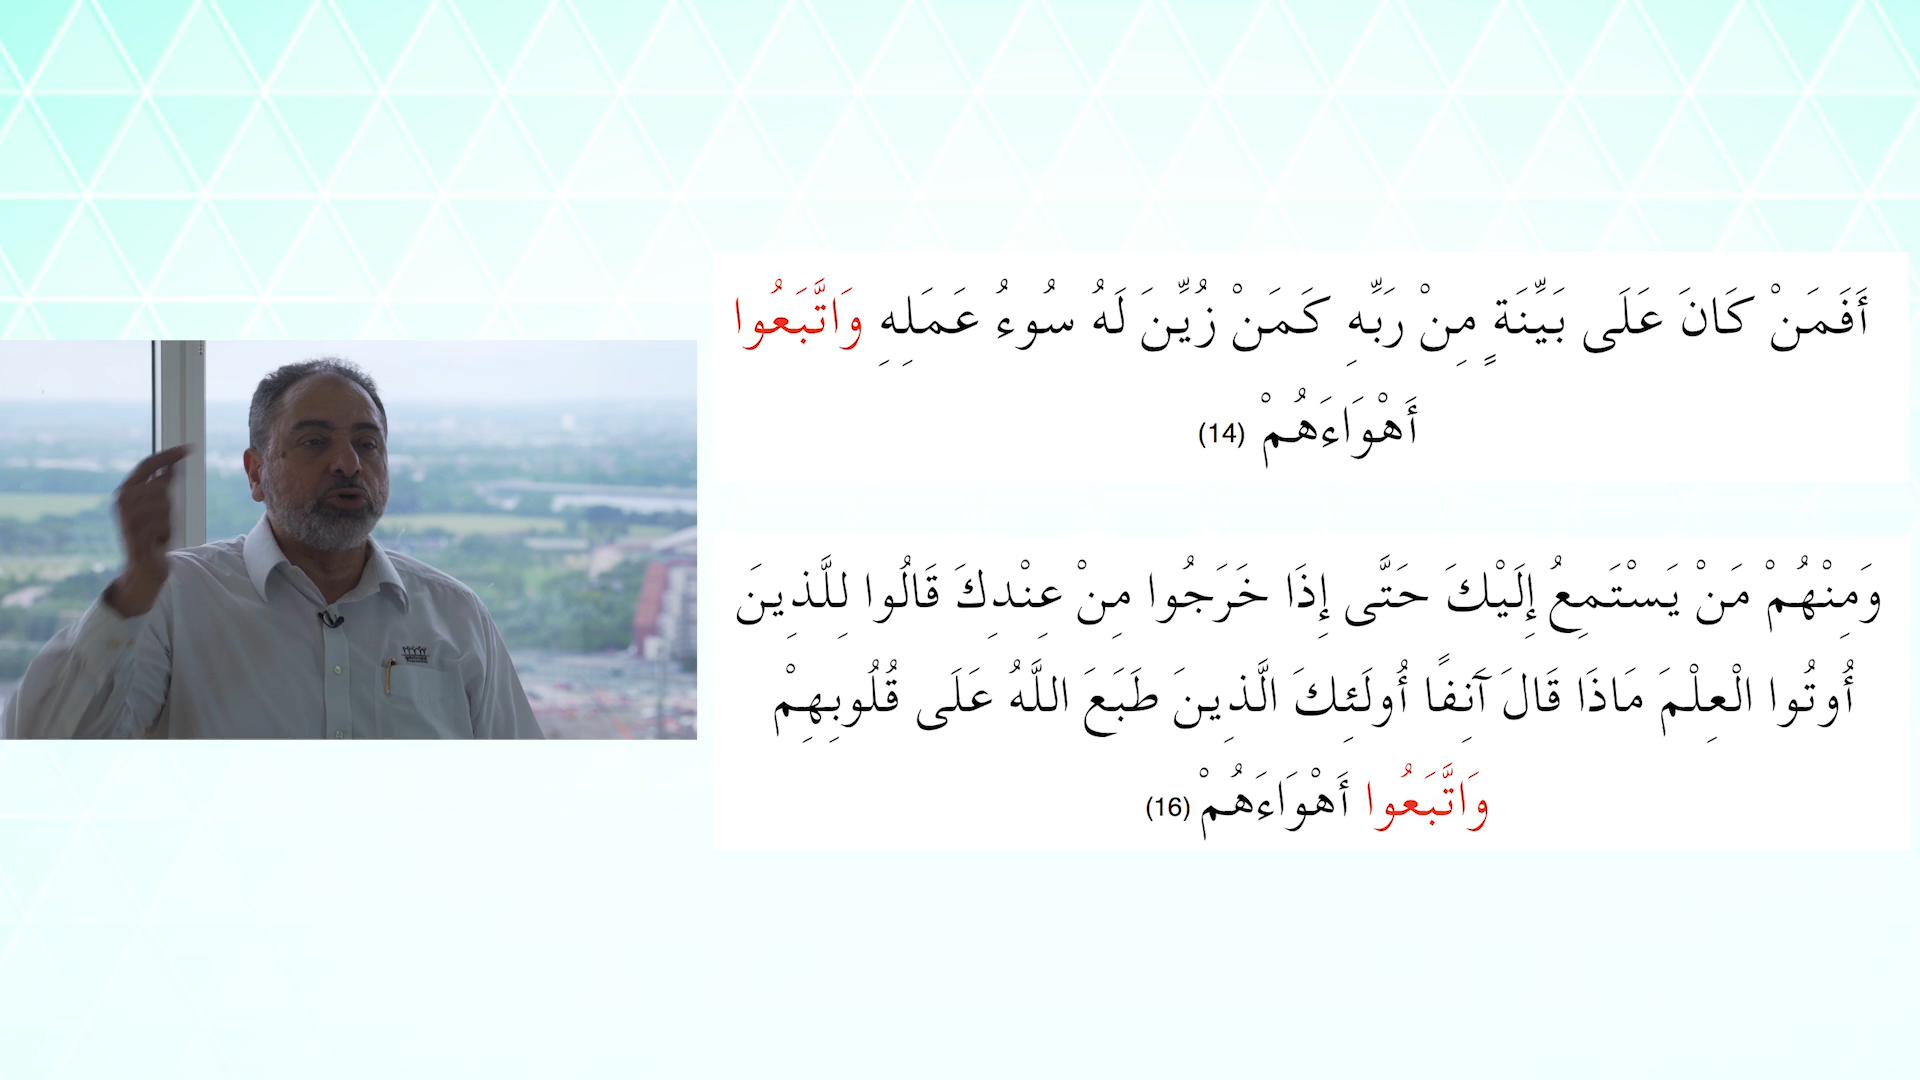 أَفَمَنْ كَانَ عَلَى بَيِّنَةٍ مِنْ رَبِّهِ كَمَنْ زُيِّنَ لَهُ سُوءُ عَمَلِهِ وَاتَّبَعُوا
أَهْوَاءَهُمْ (14)
وَمِنْهُمْ مَنْ يَسْتَمِعُ إِلَيْكَ حَتَّى إِذَا خَرَجُوا مِنْ عِنْدِكَ قَالُوا لِلَّذِينَ
أُوتُوا الْعِلْمَ مَاذَا قَالَ آنِفًا أُولَئِكَ الَّذِينَ طَبَعَ اللَّهُ عَلَى قُلُوبِهِمْ
وَاتَّبَعُوا أَهْوَاءَهُمْ (16)